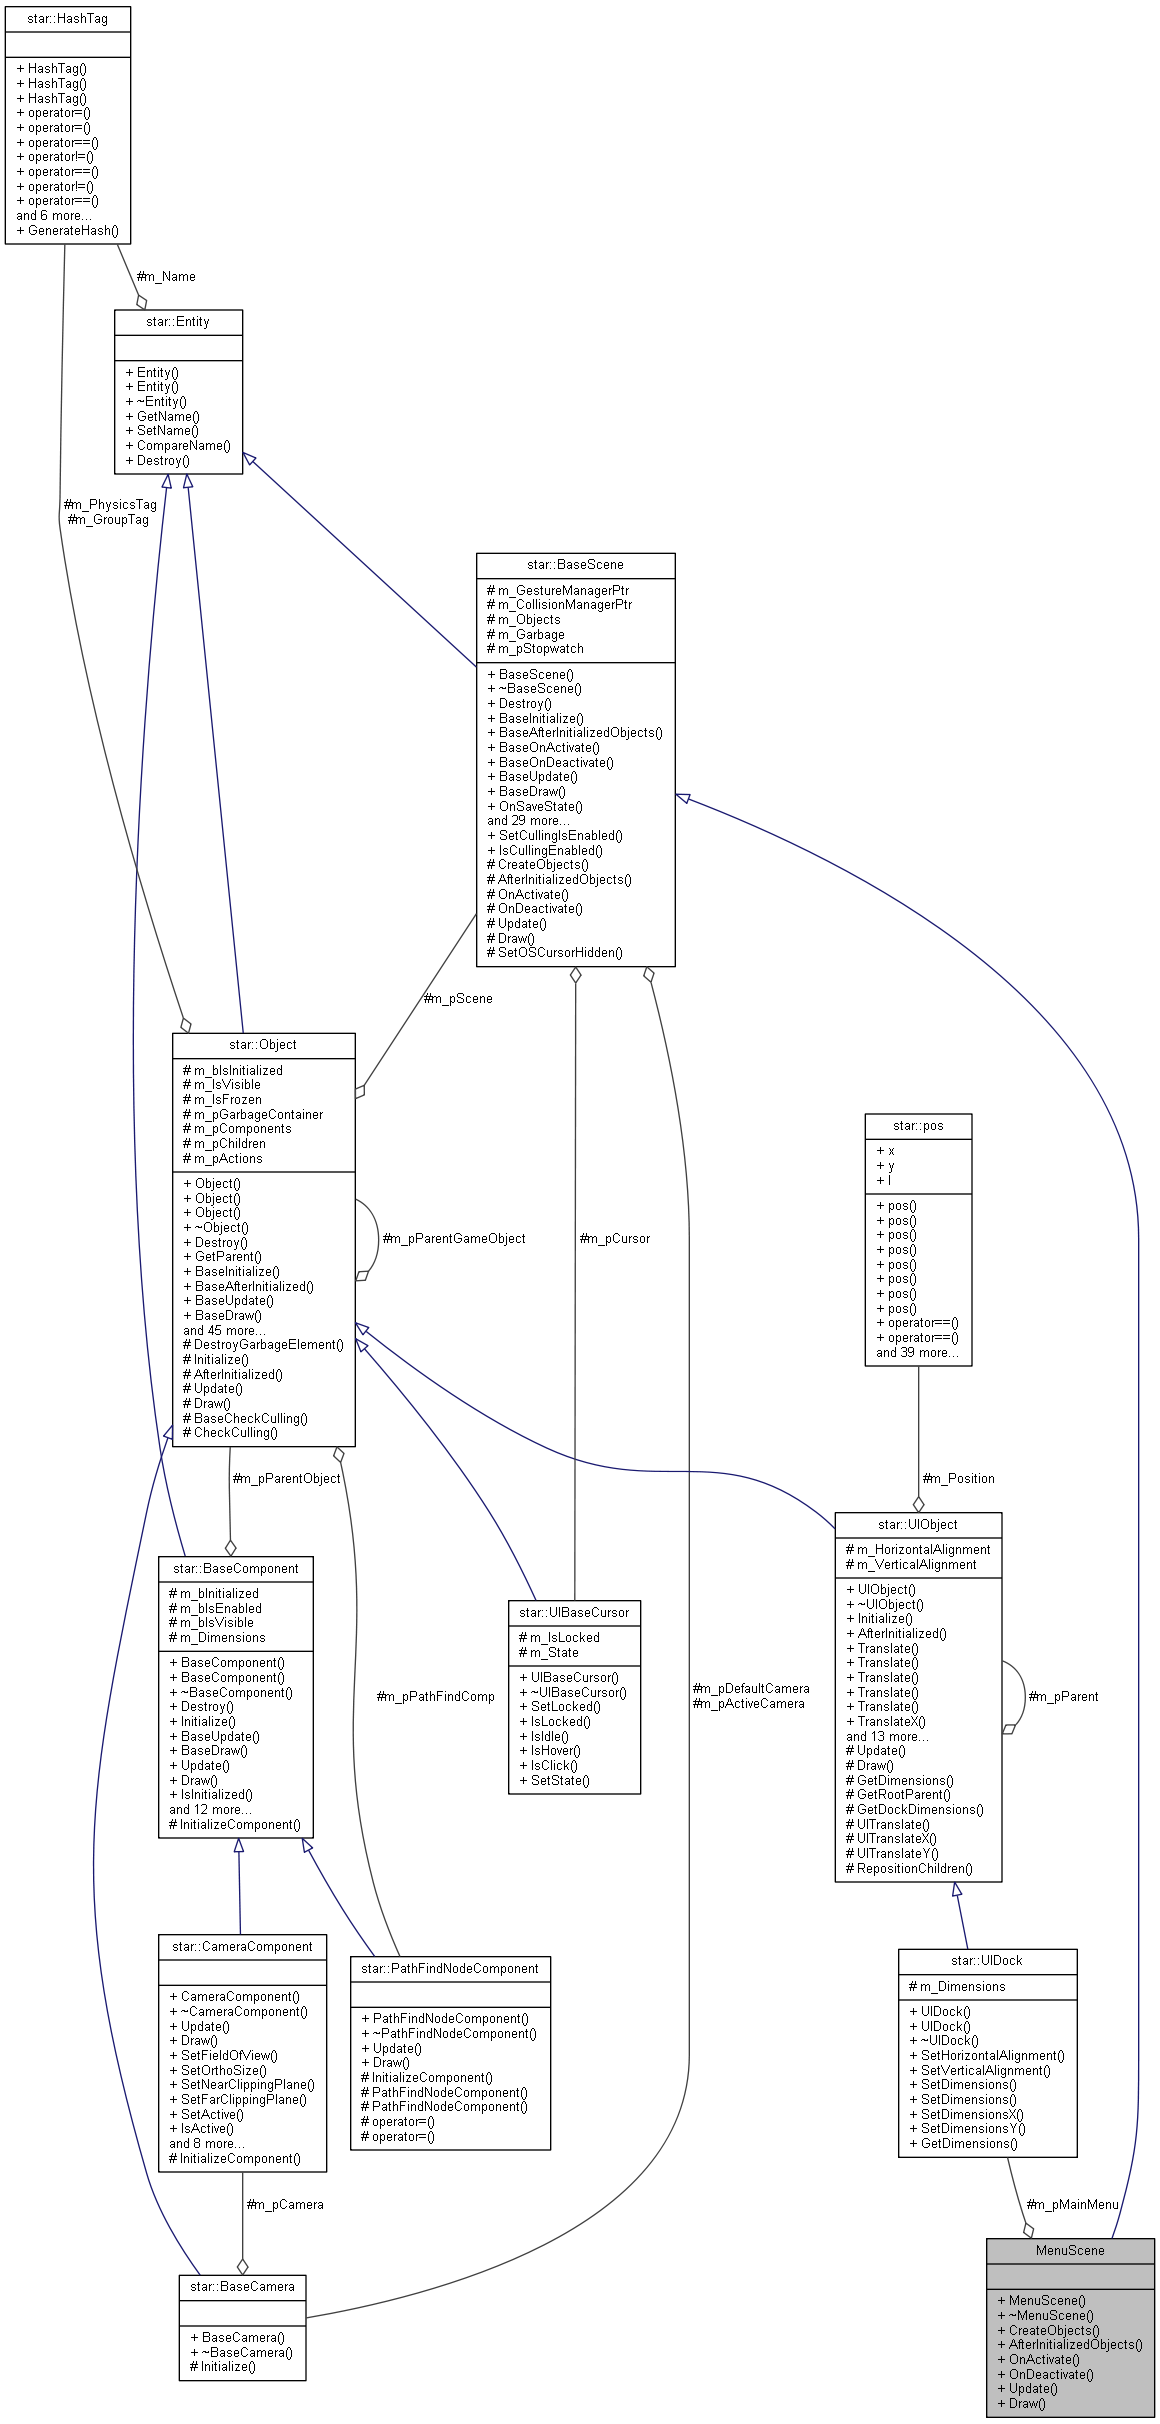 star::HashTag
+ HashTag()
+ HashTag()
+ HashTag()
+ operator=()
+ operator=()
+ operator==()
+ operator!=()
+ operator==()
+ operator!=()
+ operator==()
and 6 more...
+ GenerateHash()
#m_Name
star::Entity
+ Entity()
+ Entity()
+ ~Entity()
+ GetName()
+ SetName()
+ CompareName()
+ Destroy()
#m_PhysicsTag
#m_GroupTag
star::BaseScene
# m_GestureManagerPtr
# m_CollisionManagerPtr
# m_Objects
# m_Garbage
# m_pStopwatch
+ BaseScene()
+ ~BaseScene()
+ Destroy()
+ BaseInitialize()
+ BaseAfterInitializedObjects()
+ BaseOnActivate()
+ BaseOnDeactivate()
+ BaseUpdate()
+ BaseDraw()
+ OnSaveState()
and 29 more...
+ SetCullingIsEnabled()
+ IsCullingEnabled()
# CreateObjects()
# AfterInitializedObjects()
# OnActivate()
# OnDeactivate()
# Update()
# Draw()
# SetOSCursorHidden()
#m_pScene
star::Object
# m_bIsInitialized
# m_IsVisible
# m_IsFrozen
# m_pGarbageContainer
# m_pComponents
# m_pChildren
# m_pActions
+ Object()
+ Object()
+ Object()
+ ~Object()
+ Destroy()
+ GetParent()
+ BaseInitialize()
+ BaseAfterInitialized()
+ BaseUpdate()
+ BaseDraw()
and 45 more...
# DestroyGarbageElement()
# Initialize()
# AfterInitialized()
# Update()
# Draw()
# BaseCheckCulling()
# CheckCulling()
#m_pParentGameObject
#m_pCursor
star::pos
+ x
+ y
+ l
+ pos()
+ pos()
+ pos()
+ pos()
+ pos()
+ pos()
+ pos()
+ pos()
+ operator==()
+ operator==()
and 39 more...
#m_pParentObject
#m_Position
star::BaseComponent
# m_bInitialized
# m_bIsEnabled
# m_bIsVisible
# m_Dimensions
+ BaseComponent()
+ BaseComponent()
+ ~BaseComponent()
+ Destroy()
+ Initialize()
+ BaseUpdate()
+ BaseDraw()
+ Update()
+ Draw()
+ IsInitialized()
and 12 more...
# InitializeComponent()
#m_pPathFindComp
star::UIBaseCursor
# m_IsLocked
# m_State
+ UIBaseCursor()
+ ~UIBaseCursor()
+ SetLocked()
+ IsLocked()
+ IsIdle()
+ IsHover()
+ IsClick()
+ SetState()
#m_pDefaultCamera
#m_pActiveCamera
star::UIObject
# m_HorizontalAlignment
# m_VerticalAlignment
+ UIObject()
+ ~UIObject()
+ Initialize()
+ AfterInitialized()
+ Translate()
+ Translate()
+ Translate()
+ Translate()
+ Translate()
+ TranslateX()
and 13 more...
# Update()
# Draw()
# GetDimensions()
# GetRootParent()
# GetDockDimensions()
# UITranslate()
# UITranslateX()
# UITranslateY()
# RepositionChildren()
#m_pParent
star::CameraComponent
+ CameraComponent()
+ ~CameraComponent()
+ Update()
+ Draw()
+ SetFieldOfView()
+ SetOrthoSize()
+ SetNearClippingPlane()
+ SetFarClippingPlane()
+ SetActive()
+ IsActive()
and 8 more...
# InitializeComponent()
star::PathFindNodeComponent
+ PathFindNodeComponent()
+ ~PathFindNodeComponent()
+ Update()
+ Draw()
# InitializeComponent()
# PathFindNodeComponent()
# PathFindNodeComponent()
# operator=()
# operator=()
star::UIDock
# m_Dimensions
+ UIDock()
+ UIDock()
+ ~UIDock()
+ SetHorizontalAlignment()
+ SetVerticalAlignment()
+ SetDimensions()
+ SetDimensions()
+ SetDimensionsX()
+ SetDimensionsY()
+ GetDimensions()
#m_pCamera
#m_pMainMenu
star::BaseCamera
+ BaseCamera()
+ ~BaseCamera()
# Initialize()
MenuScene
+ MenuScene()
+ ~MenuScene()
+ CreateObjects()
+ AfterInitializedObjects()
+ OnActivate()
+ OnDeactivate()
+ Update()
+ Draw()